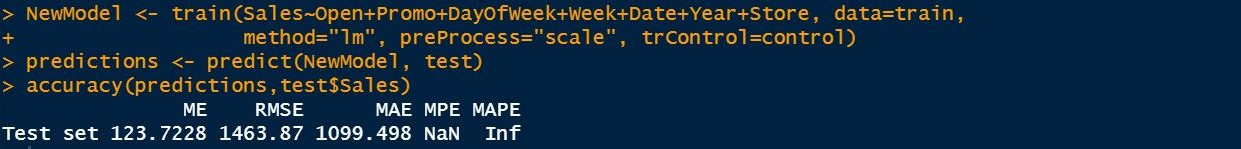 > NewModel <- train(Sales~Open+Promo+DayOfWeek+Week+Date+Year+Store, data=train,
+                   method="lm", preProcess="scale", trControl=control)
> predictions <- predict(NewModel, test)
> accuracy(predictions,test$Sales)
               ME    RMSE      MAE MPE MAPE
Test set 123.7228 1463.87 1099.498 NaN  Inf